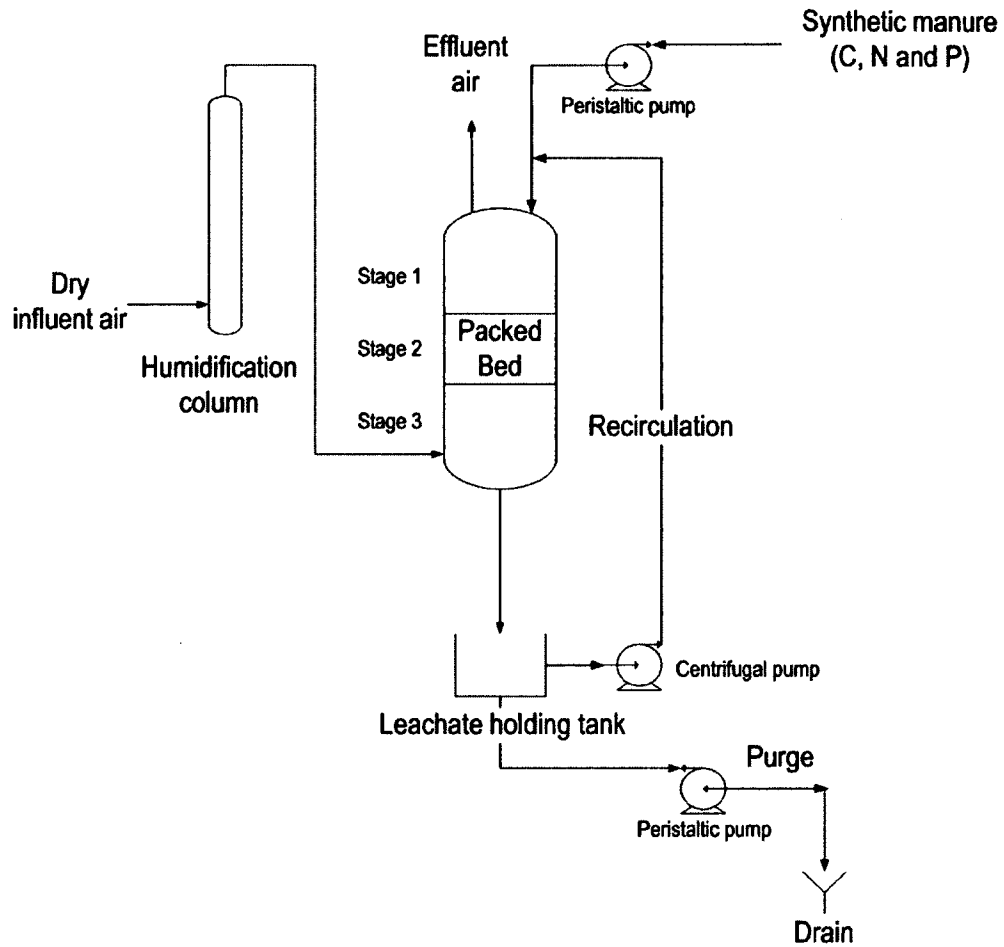 Synthetic manure
(C, N and P)
Effluent
air
Peristaltic pump
Stage 1
Dry
influent air
Packed
Bed
Stage 2
Humidification
column
Stage 3
Recirculation
Centrifugal pump
Leachate holding tank
Purge
Peristaltic pump
Drain